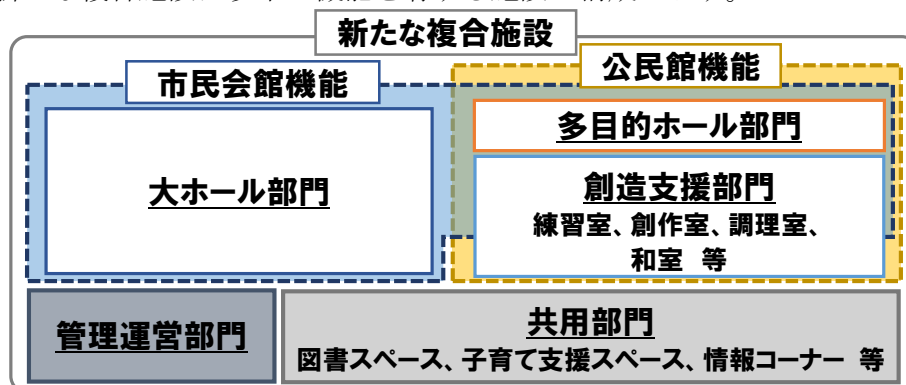 新たな複合施設
市民会館機能
公民館機能
大ホール部門
多目的ホール部門
創造支援部門
練習室、創作室、調理室、
和室 等
管理運営部門
共用部門
図書スペース、子育て支援スペース、情報コーナー 等